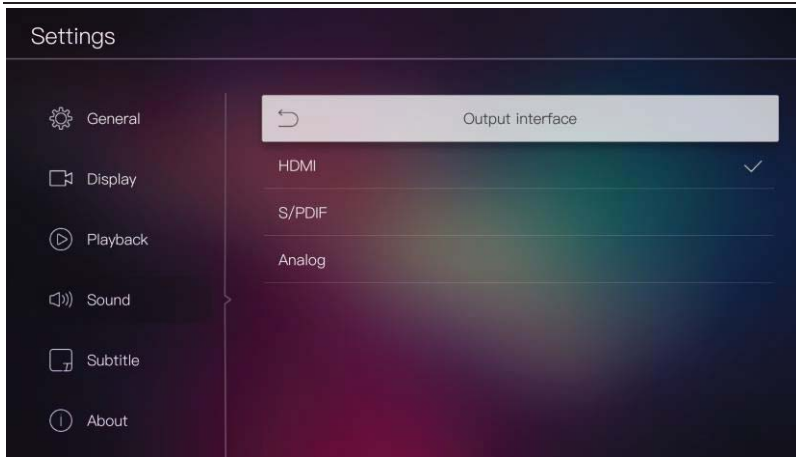 Settings
General
Display
Playback
Sound
Subtitle
About
Output interface
HDMI
S/PDIF
Analog